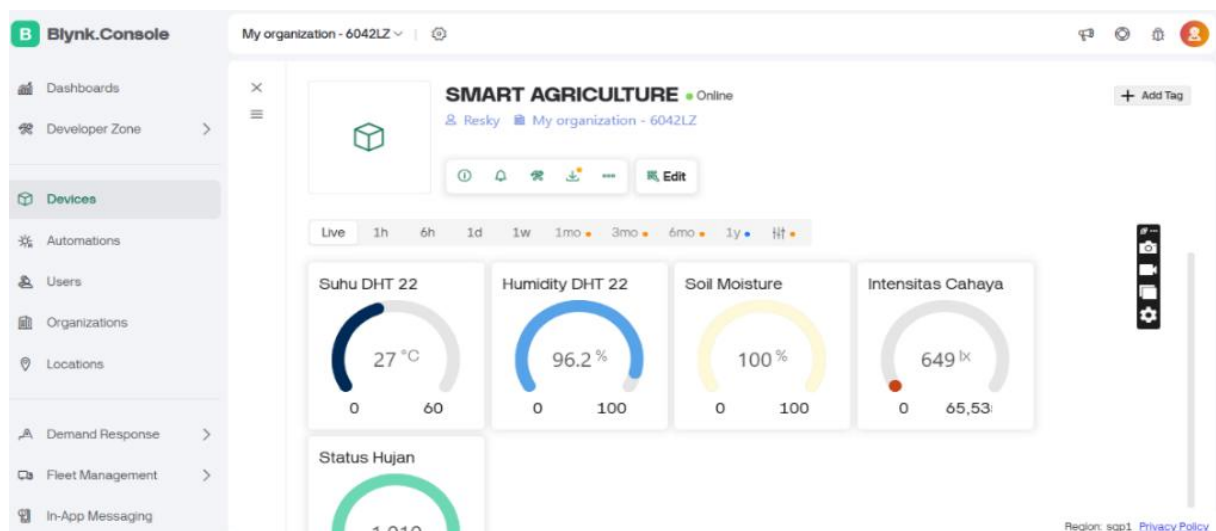 B Blynk.Console
My organization - 6042LZ
Dashboards
Developer Zone
Devices
Automations
Users
Organizations
Locations
Demand Response
Fleet Management
In-App Messaging
SMART AGRICULTURE Online
Resky My organization - 6042LZ
Edit
+ Add Tag
Live 1h 6h 1d 1w 1mo 3mo 6mo 1y
Suhu DHT 22
27 °C
0 60
Humidity DHT 22
96.2 %
0 100
Soil Moisture
100 %
0 100
Intensitas Cahaya
649 lx
0 65,53
Status Hujan
Region: sgp1 Privacy Policy